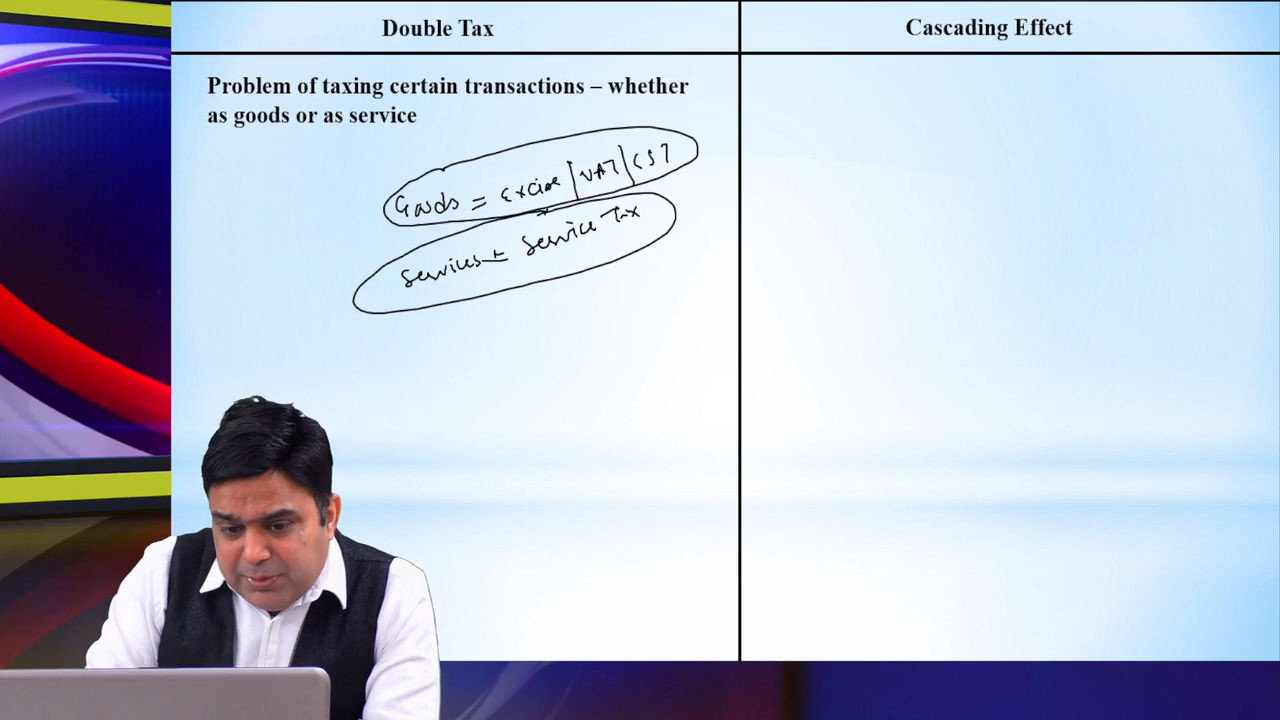 Double Tax
Cascading Effect
Problem of taxing certain transactions – whether
as goods or as service
Goods = Excise | VAT | CST
Services = Service Tax